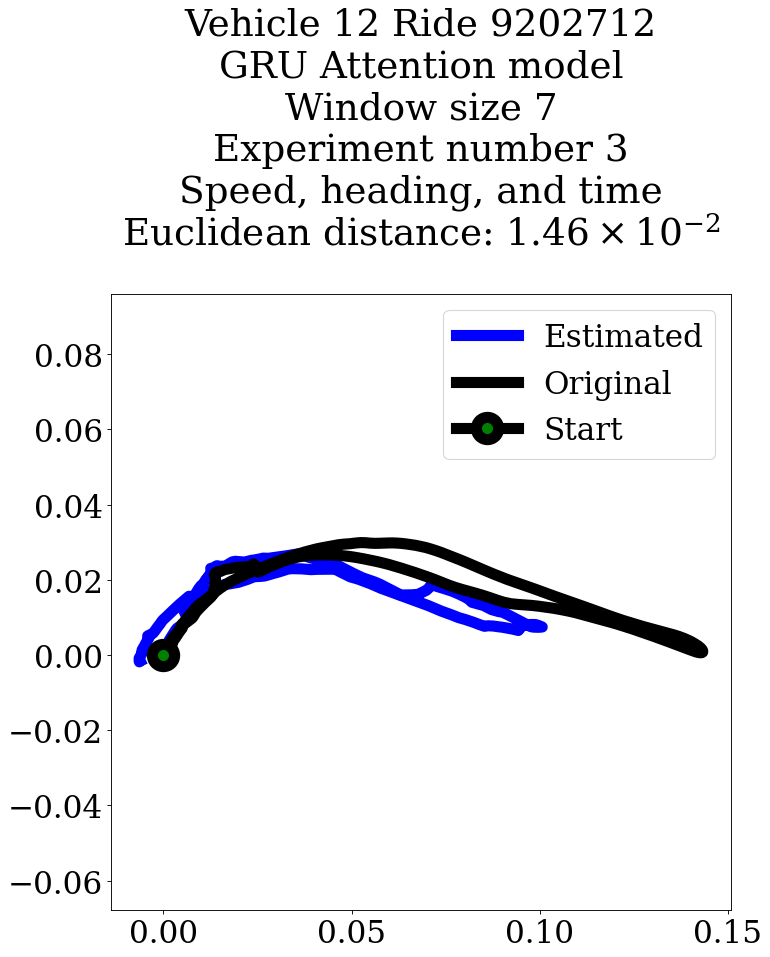 Vehicle 12 Ride 9202712
GRU Attention model
Window size 7
Experiment number 3
Speed, heading, and time
Euclidean distance: 1.46 × 10⁻²
Estimated
Original
Start
0.08
0.06
0.04
0.02
0.00
−0.02
−0.04
−0.06
0.00 0.05 0.10 0.15